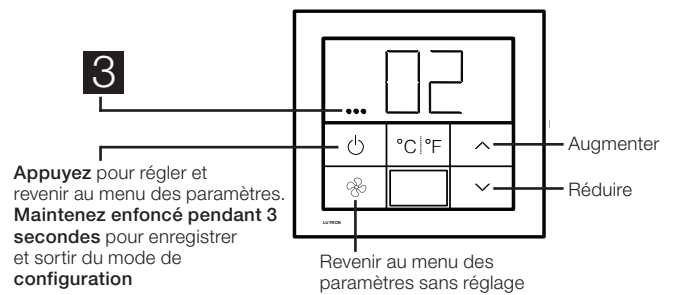 02
3
•••
°C °F
Augmenter
Appuyez pour régler et
revenir au menu des paramètres.
Maintenez enfoncé pendant 3
secondes pour enregistrer
et sortir du mode de
configuration
Réduire
LUTRON
Revenir au menu des
paramètres sans réglage